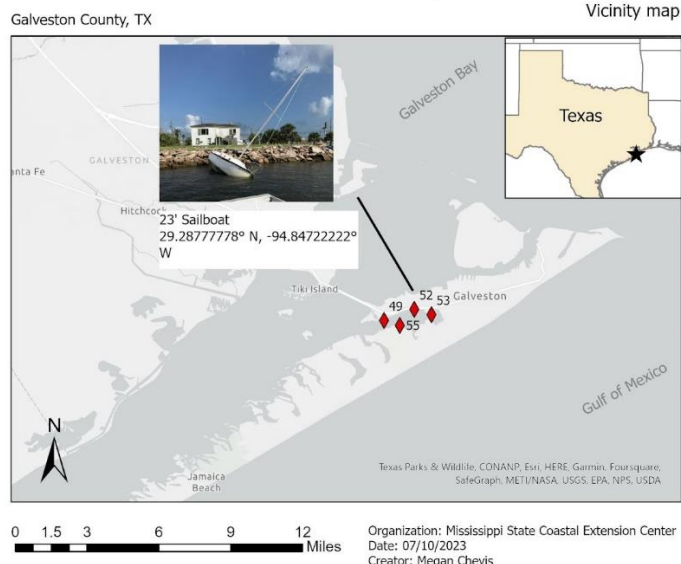 Galveston County, TX
Vicinity map
Texas
Galveston Bay
GALVESTON
anta Fe
Hitchcock
23' Sailboat
29.28777778° N, -94.84722222°
W
Tiki Island
49
52
53
55
Galveston
Gulf of Mexico
N
Jamaica
Beach
Texas Parks & Wildlife, CONANP, Esri, HERE, Garmin, Foursquare,
SafeGraph, METI/NASA, USGS, EPA, NPS, USDA
0 1.5 3 6 9 12
Miles
Organization: Mississippi State Coastal Extension Center
Date: 07/10/2023
Creator: Megan Chevis